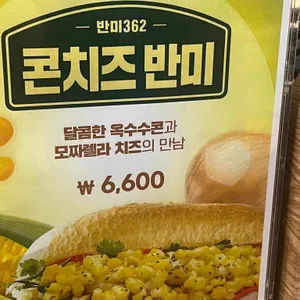 반미362
콘치즈 반미
달콤한 옥수수콘과
모짜렐라 치즈의 만남
₩ 6,600